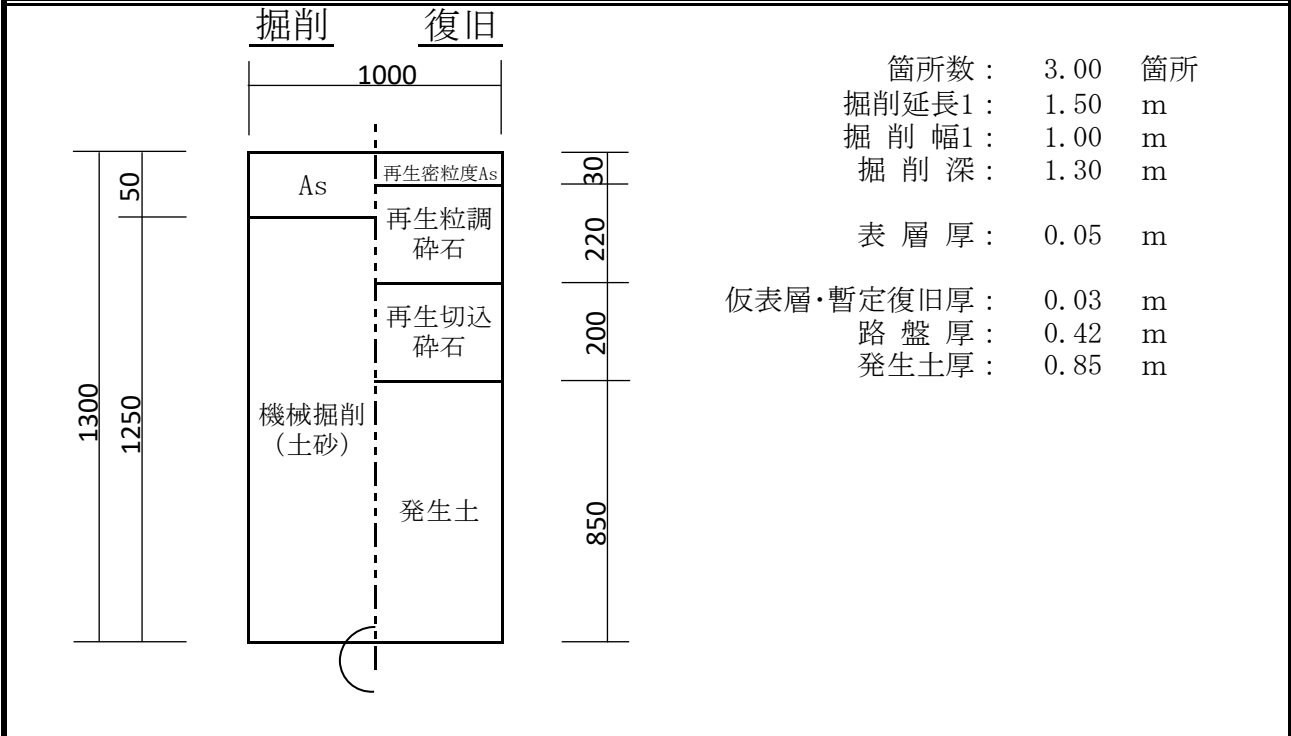 掘削 復旧
1000
箇所数： 3.00 箇所
掘削延長1： 1.50 m
掘 削 幅1： 1.00 m
掘 削 深： 1.30 m
表 層 厚： 0.05 m
仮表層・暫定復旧厚： 0.03 m
路 盤 厚： 0.42 m
発生土厚： 0.85 m
50
As
再生密粒度As
30
再生粒調
砕石
220
再生切込
砕石
200
1300
1250
機械掘削
（土砂）
発生土
850